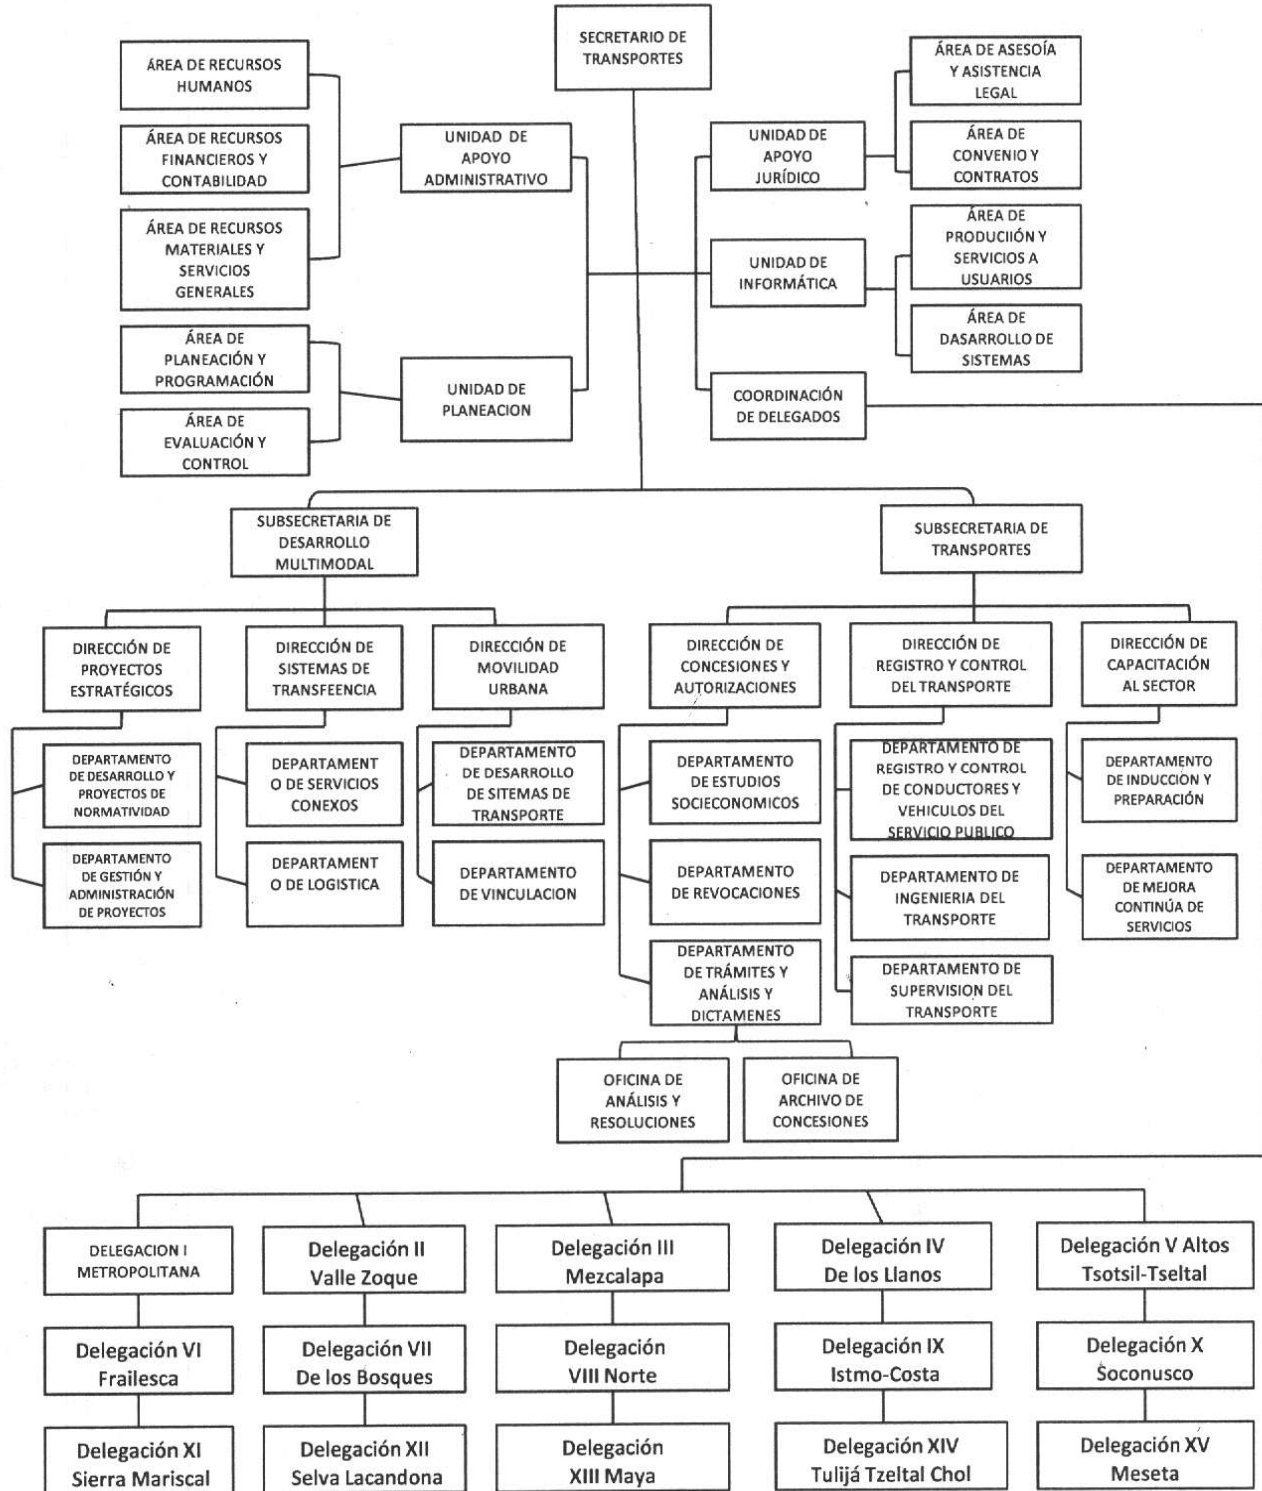 SECRETARIO DE
TRANSPORTES
ÁREA DE RECURSOS
HUMANOS
ÁREA DE RECURSOS
FINANCIEROS Y
CONTABILIDAD
ÁREA DE RECURSOS
MATERIALES Y
SERVICIOS
GENERALES
ÁREA DE
PLANEACIÓN Y
PROGRAMACIÓN
ÁREA DE
EVALUACIÓN Y
CONTROL
UNIDAD DE
APOYO
ADMINISTRATIVO
UNIDAD DE
PLANEACION
UNIDAD DE
APOYO
JURÍDICO
UNIDAD DE
INFORMÁTICA
COORDINACIÓN
DE DELEGADOS
ÁREA DE ASESOÍA
Y ASISTENCIA
LEGAL
ÁREA DE
CONVENIO Y
CONTRATOS
ÁREA DE
PRODUCIIÓN Y
SERVICIOS A
USUARIOS
ÁREA DE
DASARROLLO DE
SISTEMAS
SUBSECRETARIA DE
DESARROLLO
MULTIMODAL
SUBSECRETARIA DE
TRANSPORTES
DIRECCIÓN DE
PROYECTOS
ESTRATÉGICOS
DIRECCIÓN DE
SISTEMAS DE
TRANSFEENCIA
DIRECCIÓN DE
MOVILIDAD
URBANA
DIRECCIÓN DE
CONCESIONES Y
AUTORIZACIONES
DIRECCIÓN DE
REGISTRO Y CONTROL
DEL TRANSPORTE
DIRECCIÓN DE
CAPACITACIÓN
AL SECTOR
DEPARTAMENTO
DE DESARROLLO Y
PROYECTOS DE
NORMATIVIDAD
DEPARTAMENT
O DE SERVICIOS
CONEXOS
DEPARTAMENTO
DE DESARROLLO
DE SITEMAS DE
TRANSPORTE
DEPARTAMENTO
DE ESTUDIOS
SOCIECONOMICOS
DEPARTAMENTO DE
REGISTRO Y CONTROL
DE CONDUCTORES Y
VEHICULOS DEL
SERVICIO PUBLICO
DEPARTAMENTO
DE INDUCCIÓN Y
PREPARACIÓN
DEPARTAMENTO
DE GESTIÓN Y
ADMINISTRACIÓN
DE PROYECTOS
DEPARTAMENT
O DE LOGISTICA
DEPARTAMENTO
DE VINCULACION
DEPARTAMENTO
DE REVOCACIONES
DEPARTAMENTO DE
INGENIERIA DEL
TRANSPORTE
DEPARTAMENTO
DE MEJORA
CONTINÚA DE
SERVICIOS
DEPARTAMENTO
DE TRÁMITES Y
ANÁLISIS Y
DICTAMENES
DEPARTAMENTO DE
SUPERVISION DEL
TRANSPORTE
OFICINA DE
ANÁLISIS Y
RESOLUCIONES
OFICINA DE
ARCHIVO DE
CONCESIONES
DELEGACION I
METROPOLITANA
Delegación II
Valle Zoque
Delegación III
Mezcalapa
Delegación IV
De los Llanos
Delegación V Altos
Tsotsil-Tseltal
Delegación VI
Frailesca
Delegación VII
De los Bosques
Delegación
VIII Norte
Delegación IX
Istmo-Costa
Delegación X
Soconusco
Delegación XI
Sierra Mariscal
Delegación XII
Selva Lacandona
Delegación
XIII Maya
Delegación XIV
Tulijá Tzeltal Chol
Delegación XV
Meseta